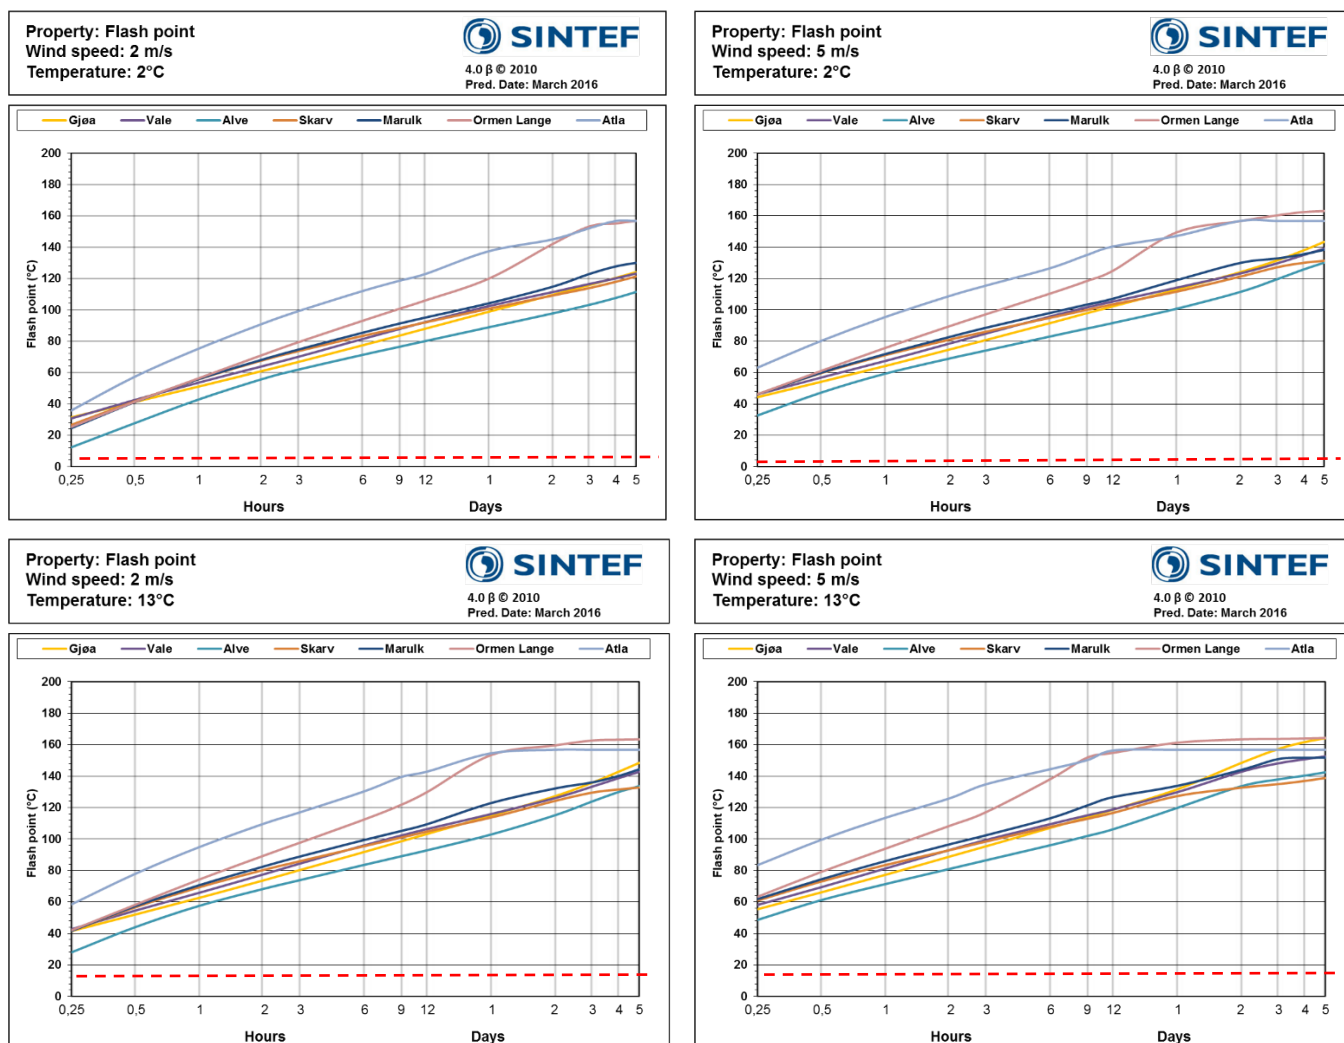 Property: Flash point
Wind speed: 2 m/s
Temperature: 2°C
SINTEF
4.0 β © 2010
Pred. Date: March 2016
Gjøa Vale Alve Skarv Marulk Ormen Lange Atla
200
180
160
140
120
100
80
60
40
20
0
Flash point (°C)
0,25 0,5 1 2 3 6 9 12 1 2 3 4 5
Hours Days
Property: Flash point
Wind speed: 5 m/s
Temperature: 2°C
SINTEF
4.0 β © 2010
Pred. Date: March 2016
Gjøa Vale Alve Skarv Marulk Ormen Lange Atla
200
180
160
140
120
100
80
60
40
20
0
Flash point (°C)
0,25 0,5 1 2 3 6 9 12 1 2 3 4 5
Hours Days
Property: Flash point
Wind speed: 2 m/s
Temperature: 13°C
SINTEF
4.0 β © 2010
Pred. Date: March 2016
Gjøa Vale Alve Skarv Marulk Ormen Lange Atla
200
180
160
140
120
100
80
60
40
20
0
Flash point (°C)
0,25 0,5 1 2 3 6 9 12 1 2 3 4 5
Hours Days
Property: Flash point
Wind speed: 5 m/s
Temperature: 13°C
SINTEF
4.0 β © 2010
Pred. Date: March 2016
Gjøa Vale Alve Skarv Marulk Ormen Lange Atla
200
180
160
140
120
100
80
60
40
20
0
Flash point (°C)
0,25 0,5 1 2 3 6 9 12 1 2 3 4 5
Hours Days